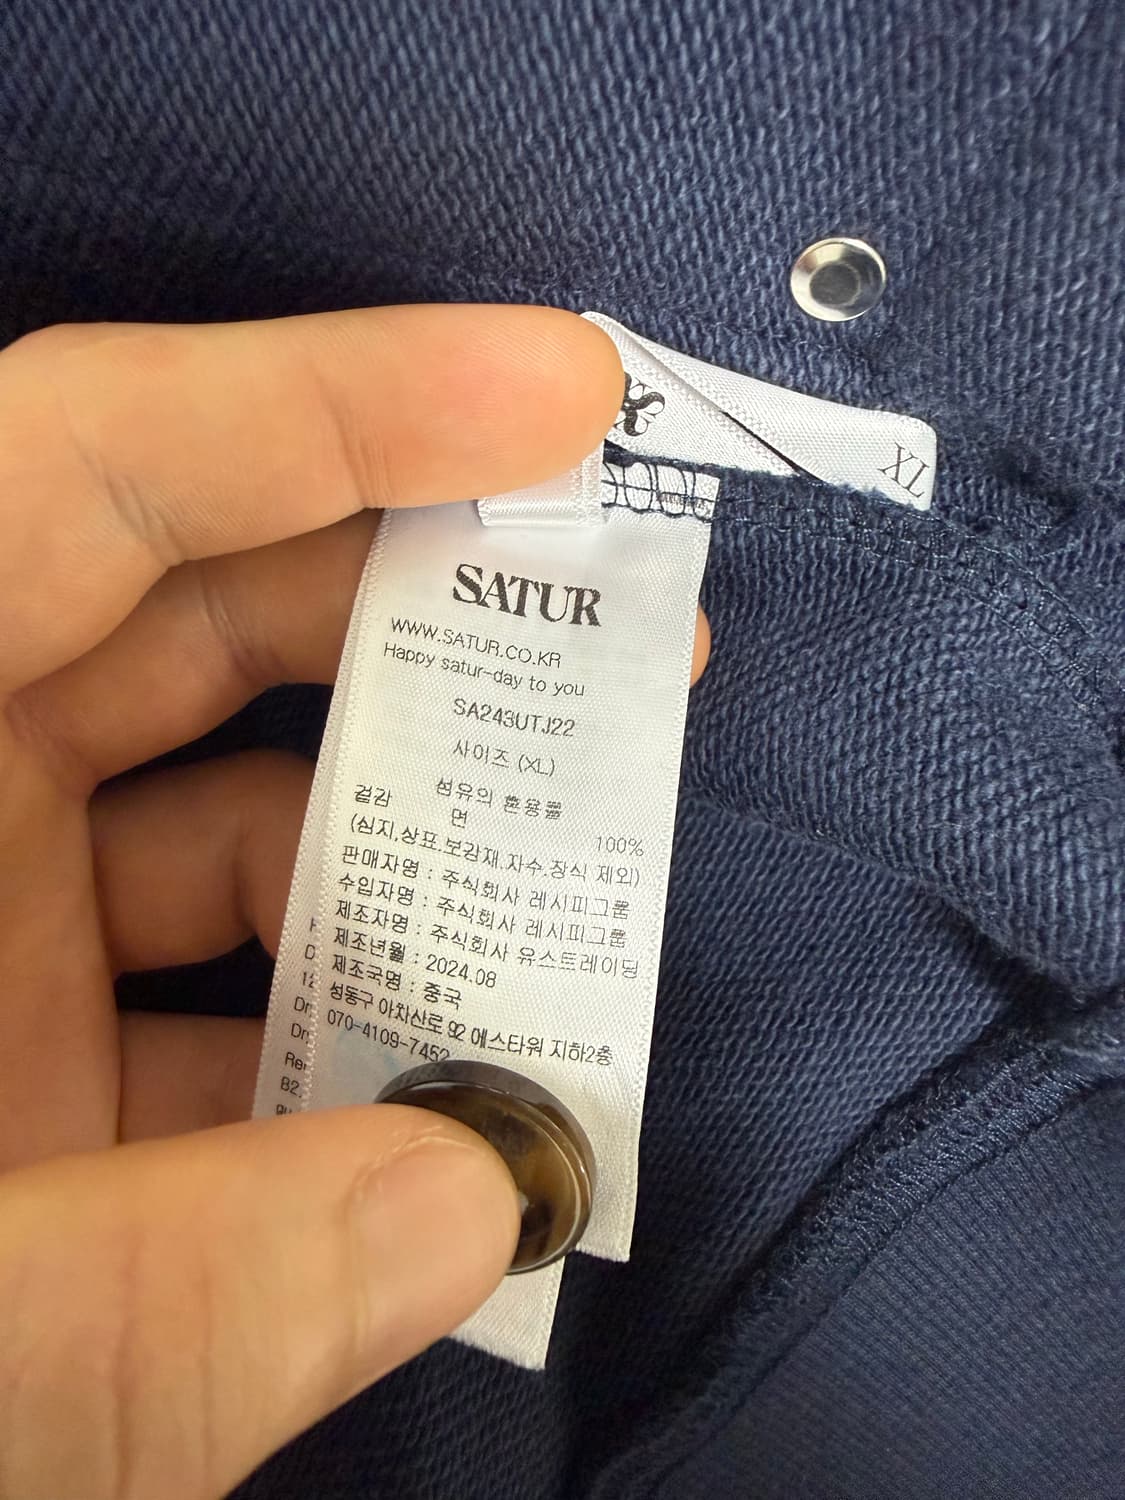 XL
SATUR
WWW.SATUR.CO.KR
Happy satur-day to you
SA243UTJ22
사이즈 (XL)
섬유의 혼용율
겉감 면 100%
(심지,상표,보강재,자수,장식 제외)
판매자명 : 주식회사 레시피그룹
수입자명 : 주식회사 레시피그룹
제조자명 : 주식회사 유스트레이딩
제조년월 : 2024.08
제조국명 : 중국
성동구 아차산로 92 에스타워 지하2층
070-4109-7452